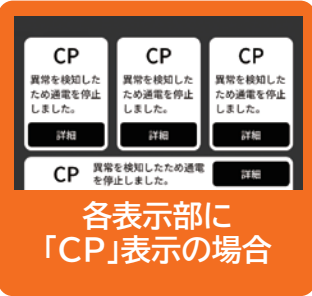 CP
異常を検知した
ため通電を停止
しました。
詳細
CP
異常を検知した
ため通電を停止
しました。
詳細
CP
異常を検知した
ため通電を停止
しました。
詳細
CP
異常を検知したため通電
を停止しました。
詳細
各表示部に
「CP」表示の場合